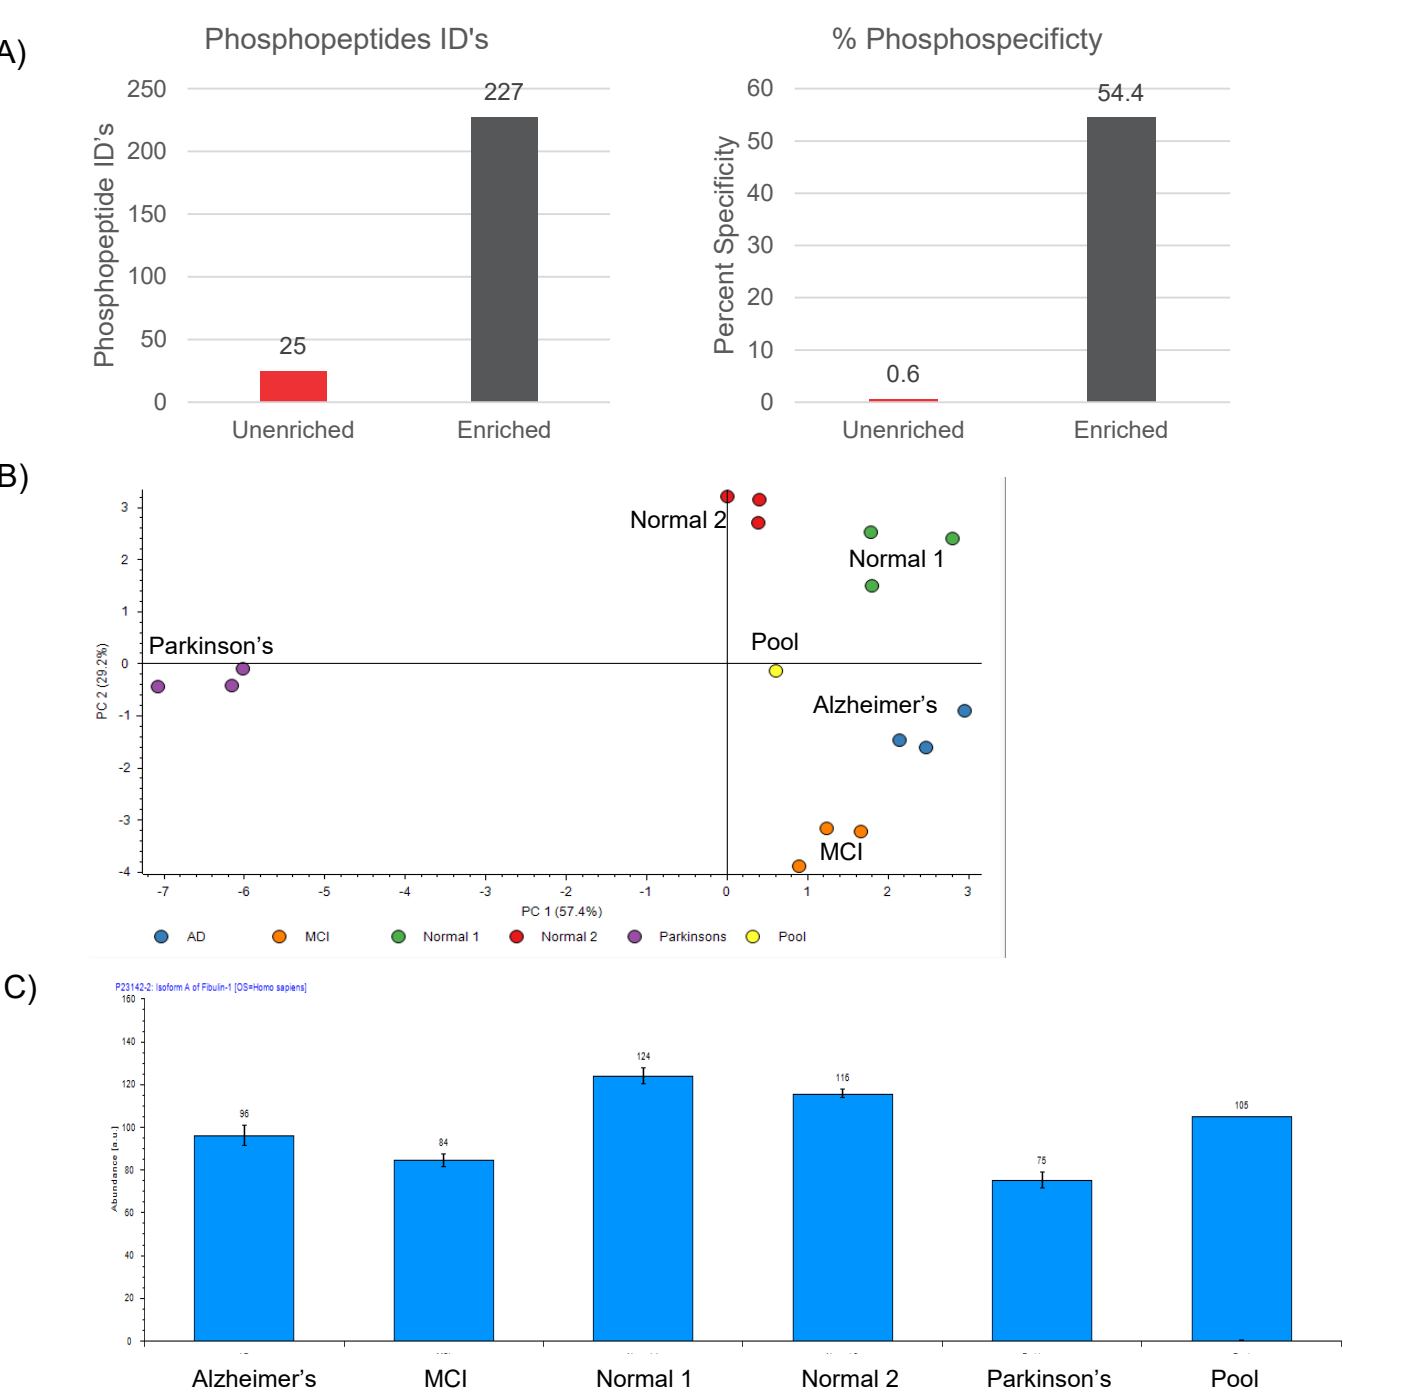 A)
Phosphopeptides ID's
% Phosphospecificty
Phosphopeptide ID's
250
200
150
100
50
0
25
227
Unenriched
Enriched
Percent Specificity
60
50
40
30
20
10
0
0.6
54.4
Unenriched
Enriched
B)
PC 2 (29.2%)
3
2
1
0
-1
-2
-3
-4
Normal 2
Normal 1
Parkinson's
Pool
Alzheimer's
MCI
-7 -6 -5 -4 -3 -2 -1 0 1 2 3
PC 1 (57.4%)
AD MCI Normal 1 Normal 2 Parkinsons Pool
C)
P23142-2: Isoform A of Fibulin-1 [OS=Homo sapiens]
Abundance [a.u.]
160
140
120
100
80
60
40
20
0
96
84
124
116
75
105
Alzheimer's MCI Normal 1 Normal 2 Parkinson's Pool